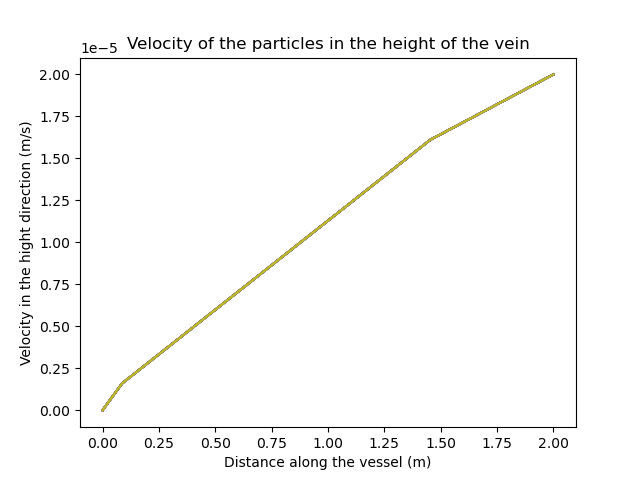 Velocity of the particles in the height of the vein
1e−5
2.00
1.75
1.50
1.25
1.00
0.75
0.50
0.25
0.00
Velocity in the hight direction (m/s)
0.00 0.25 0.50 0.75 1.00 1.25 1.50 1.75 2.00
Distance along the vessel (m)